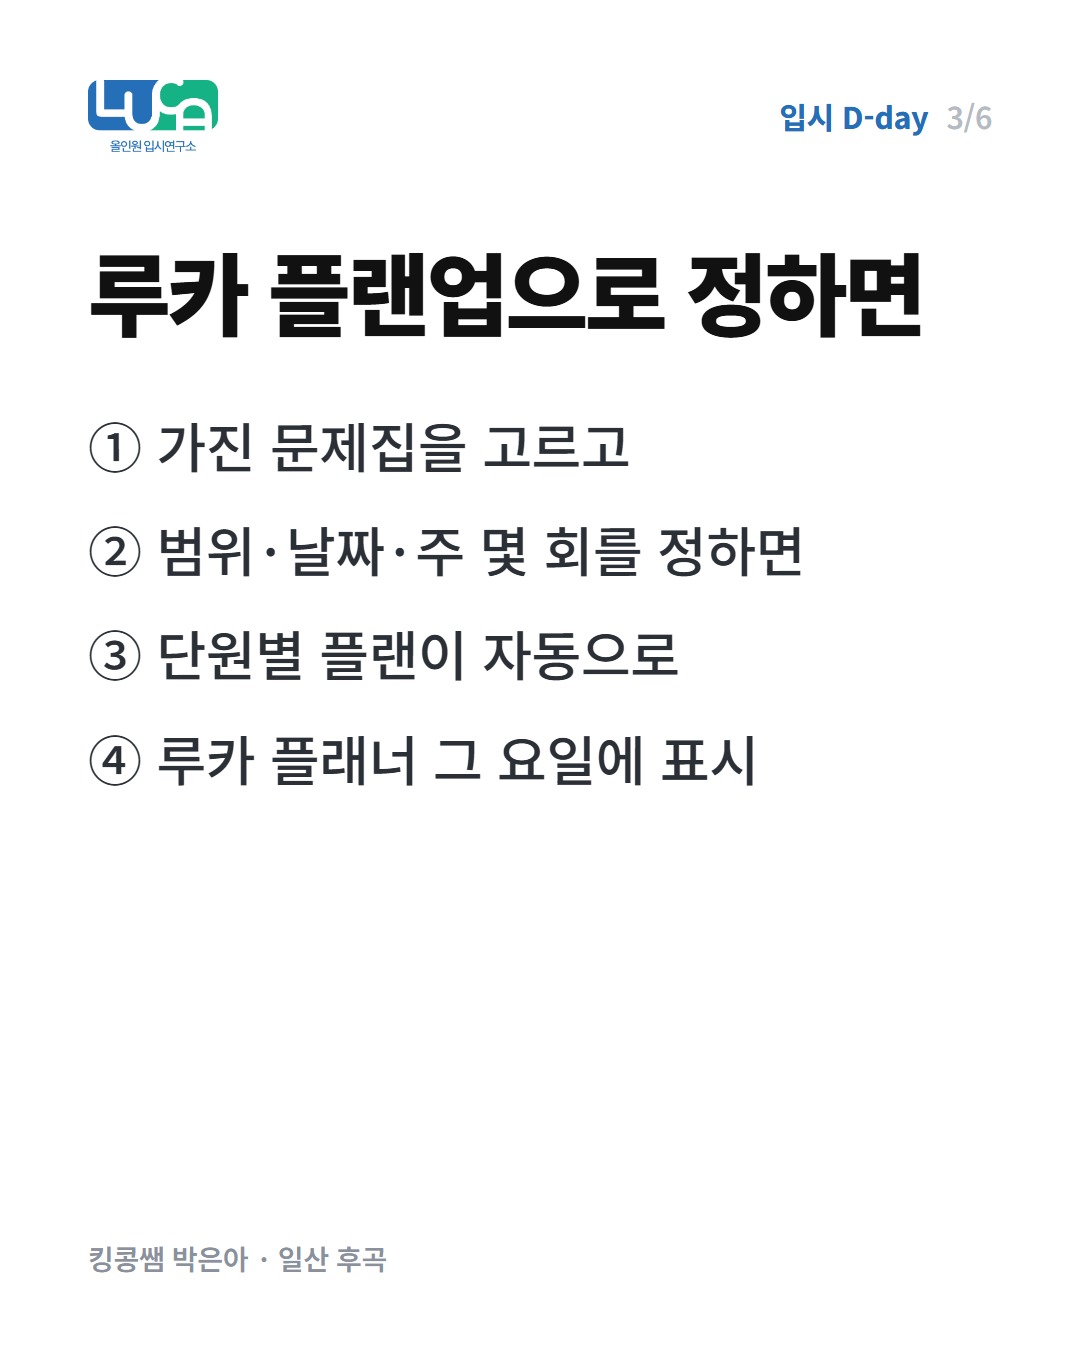 LUCA
올인원 입시연구소
입시 D-day 3/6
루카 플랜업으로 정하면
① 가진 문제집을 고르고
② 범위·날짜·주 몇 회를 정하면
③ 단원별 플랜이 자동으로
④ 루카 플래너 그 요일에 표시
킹콩쌤 박은아 · 일산 후곡